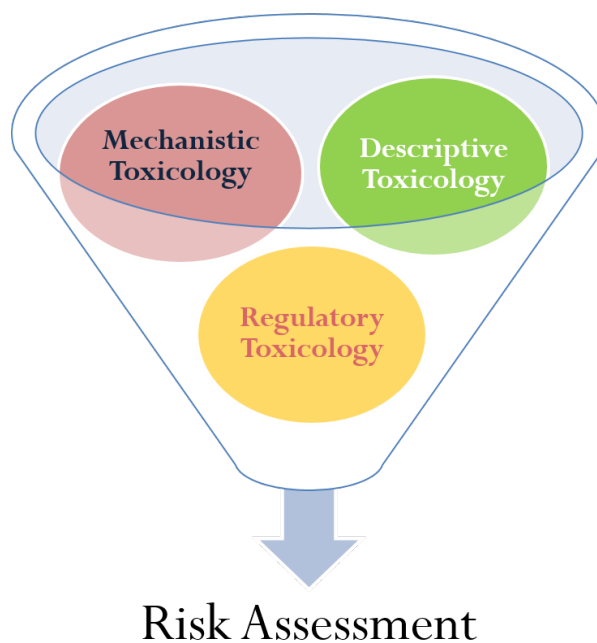 Mechanistic
Toxicology
Descriptive
Toxicology
Regulatory
Toxicology
Risk Assessment